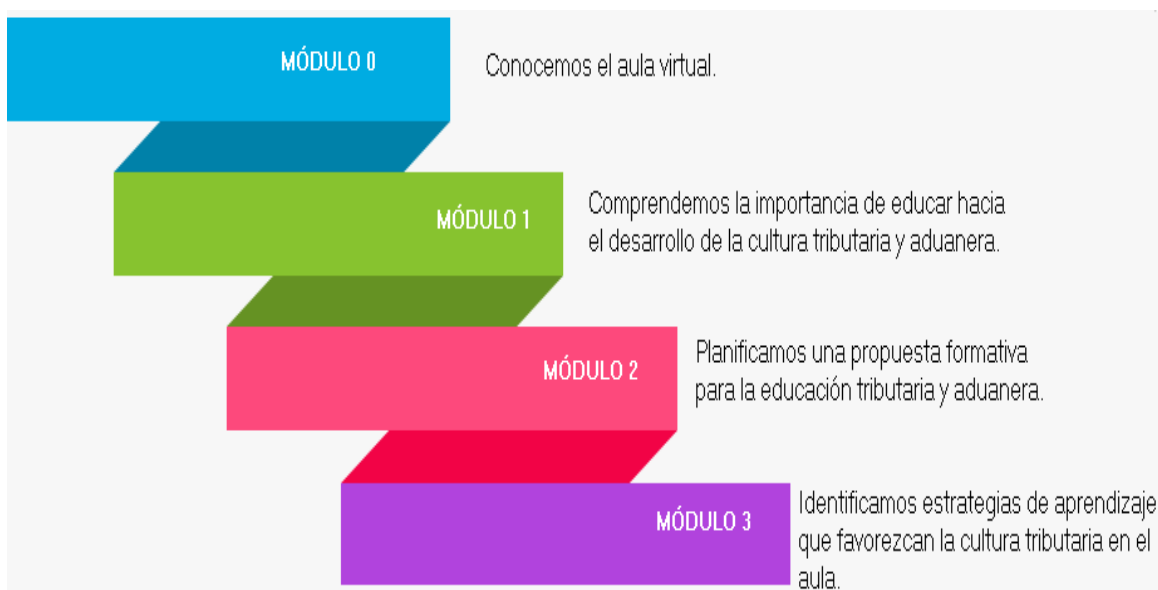 MÓDULO 0
Conocemos el aula virtual.
MÓDULO 1
Comprendemos la importancia de educar hacia
el desarrollo de la cultura tributaria y aduanera.
MÓDULO 2
Planificamos una propuesta formativa
para la educación tributaria y aduanera.
MÓDULO 3
Identificamos estrategias de aprendizaje
que favorezcan la cultura tributaria en el
aula.